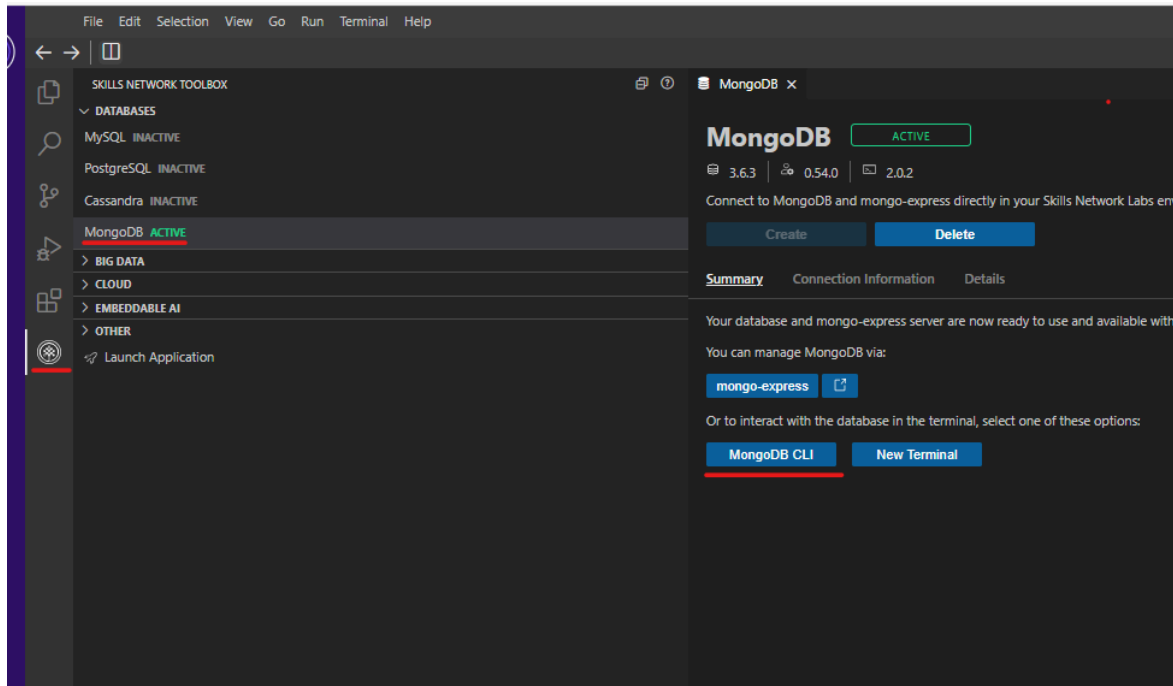 File Edit Selection View Go Run Terminal Help
SKILLS NETWORK TOOLBOX
DATABASES
MySQL INACTIVE
PostgreSQL INACTIVE
Cassandra INACTIVE
MongoDB ACTIVE
BIG DATA
CLOUD
EMBEDDABLE AI
OTHER
Launch Application
MongoDB
MongoDB ACTIVE
3.6.3 0.54.0 2.0.2
Connect to MongoDB and mongo-express directly in your Skills Network Labs en
Create Delete
Summary Connection Information Details
Your database and mongo-express server are now ready to use and available with
You can manage MongoDB via:
mongo-express
Or to interact with the database in the terminal, select one of these options:
MongoDB CLI New Terminal